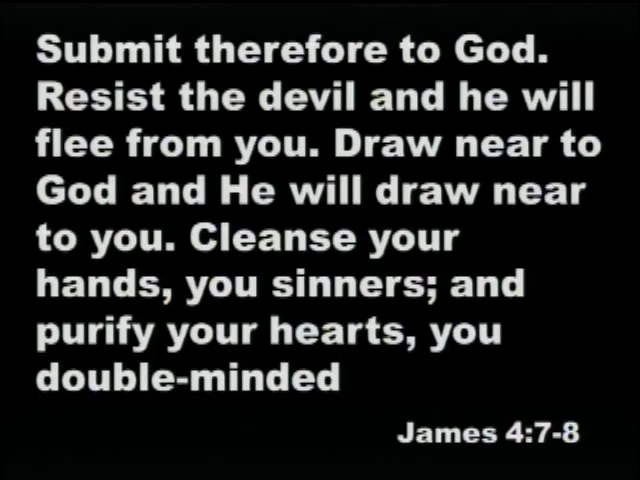 Submit therefore to God.
Resist the devil and he will
flee from you. Draw near to
God and He will draw near
to you. Cleanse your
hands, you sinners; and
purify your hearts, you
double-minded
James 4:7-8